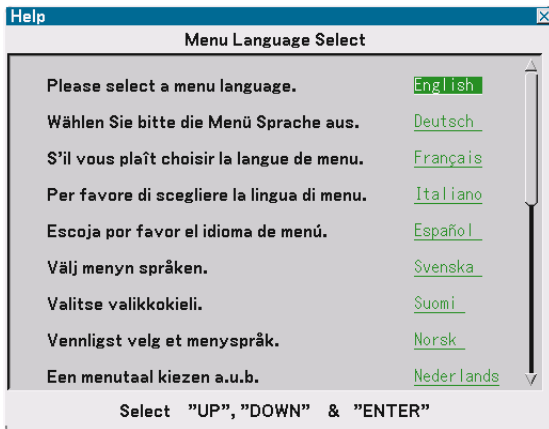 Help
Menu Language Select
Please select a menu language. English
Wählen Sie bitte die Menü Sprache aus. Deutsch
S'il vous plaît choisir la langue de menu. Français
Per favore di scegliere la lingua di menu. Italiano
Escoja por favor el idioma de menú. Español
Välj menyn språken. Svenska
Valitse valikkokieli. Suomi
Vennligst velg et menyspråk. Norsk
Een menutaal kiezen a.u.b. Nederlands
Select "UP", "DOWN" & "ENTER"